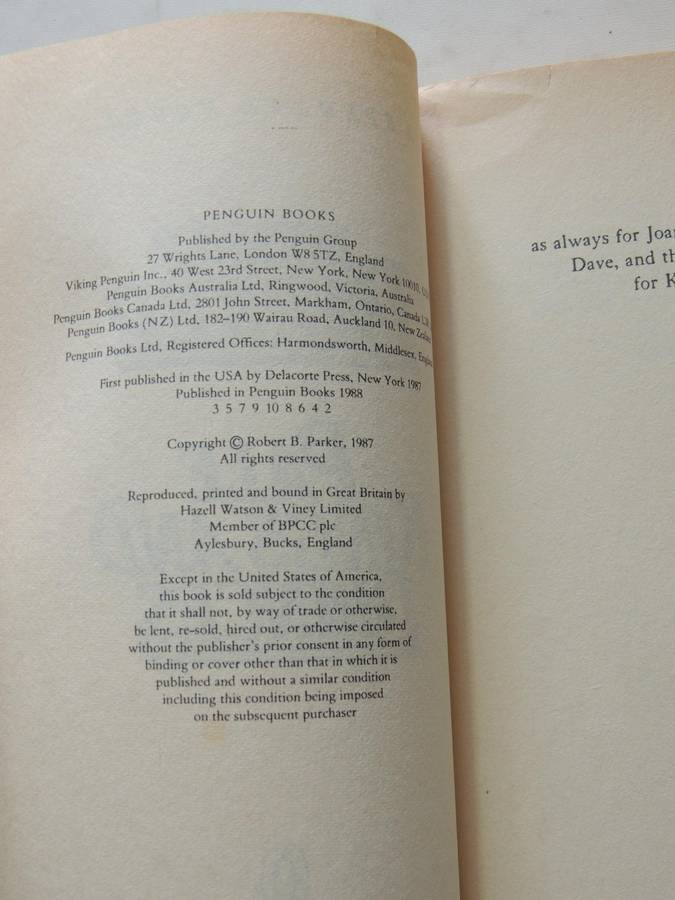 PENGUIN BOOKS
Published by the Penguin Group
27 Wrights Lane, London W8 5TZ, England
Viking Penguin Inc., 40 West 23rd Street, New York, New York 10010,
Penguin Books Australia Ltd, Ringwood, Victoria, Australia
Penguin Books Canada Ltd, 2801 John Street, Markham, Ontario, Canada
Penguin Books (NZ) Ltd, 182–190 Wairau Road, Auckland 10, New
Penguin Books Ltd, Registered Offices: Harmondsworth, Middlesex,
First published in the USA by Delacorte Press, New York 1987
Published in Penguin Books 1988
3 5 7 9 10 8 6 4 2
Copyright © Robert B. Parker, 1987
All rights reserved
Reproduced, printed and bound in Great Britain by
Hazell Watson & Viney Limited
Member of BPCC plc
Aylesbury, Bucks, England
Except in the United States of America,
this book is sold subject to the condition
that it shall not, by way of trade or otherwise,
be lent, re-sold, hired out, or otherwise circulated
without the publisher's prior consent in any form of
binding or cover other than that in which it is
published and without a similar condition
including this condition being imposed
on the subsequent purchaser
as always for
Dave, and
for